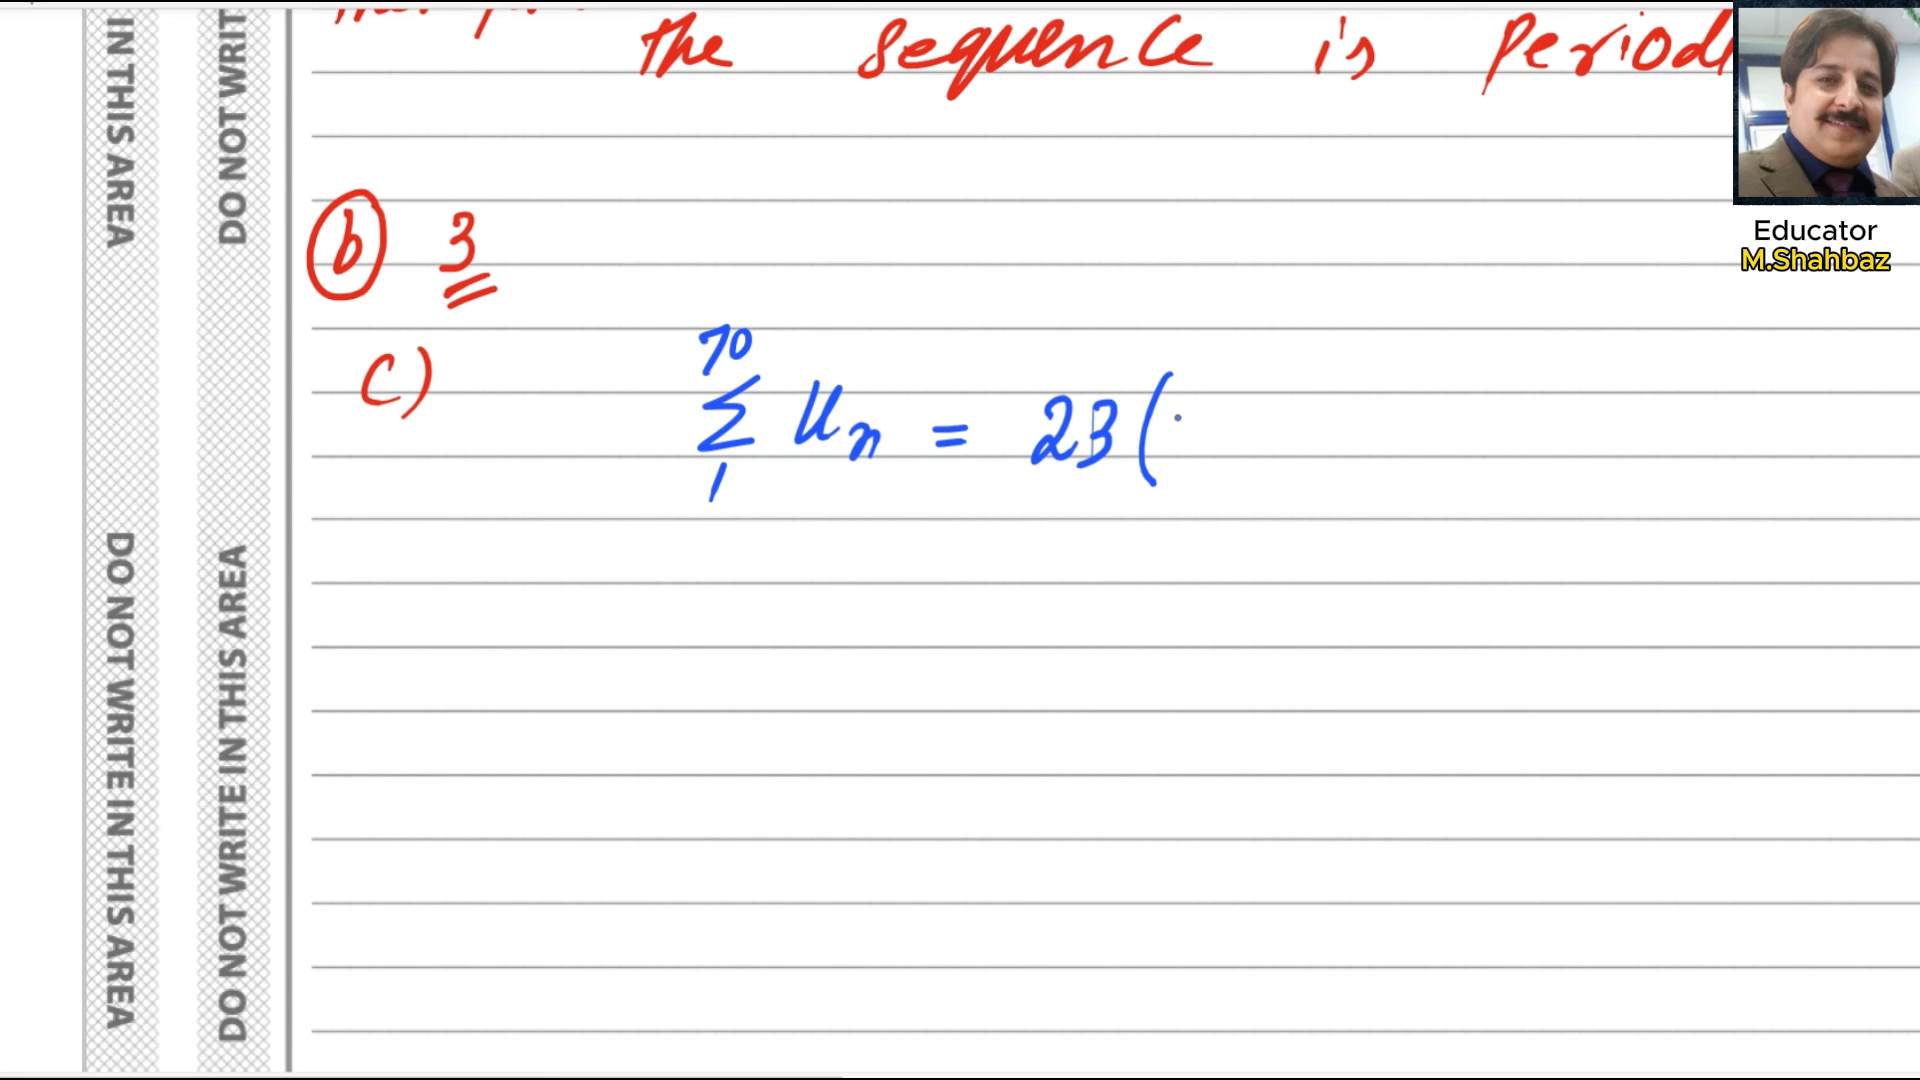 the sequence is period
Educator
M.Shahbaz
b 3
c) 70 Σ 1 Un = 23 (
IN THIS AREA
DO NOT WRIT
DO NOT WRITE IN THIS AREA
DO NOT WRITE IN THIS AREA